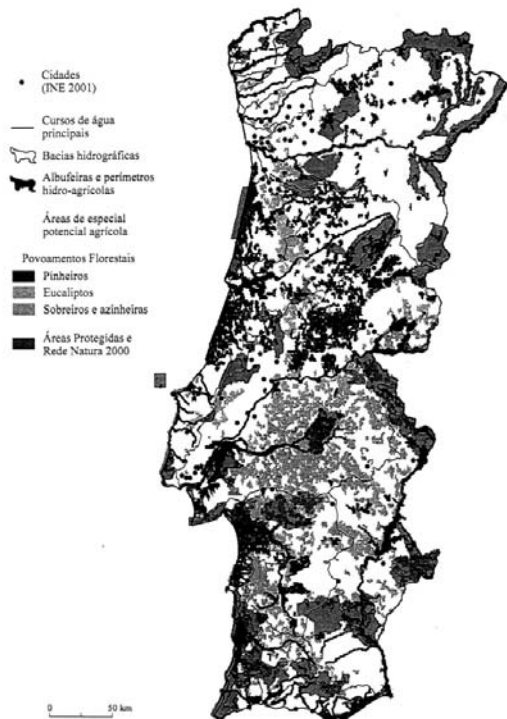 Cidades
(INE 2001)
Cursos de água
principais
Bacias hidrográficas
Albufeiras e perímetros
hidro-agrícolas
Áreas de especial
potencial agrícola
Povoamentos Florestais
Pinheiros
Eucaliptos
Sobreiros e azinheiras
Áreas Protegidas e
Rede Natura 2000
0 50 km